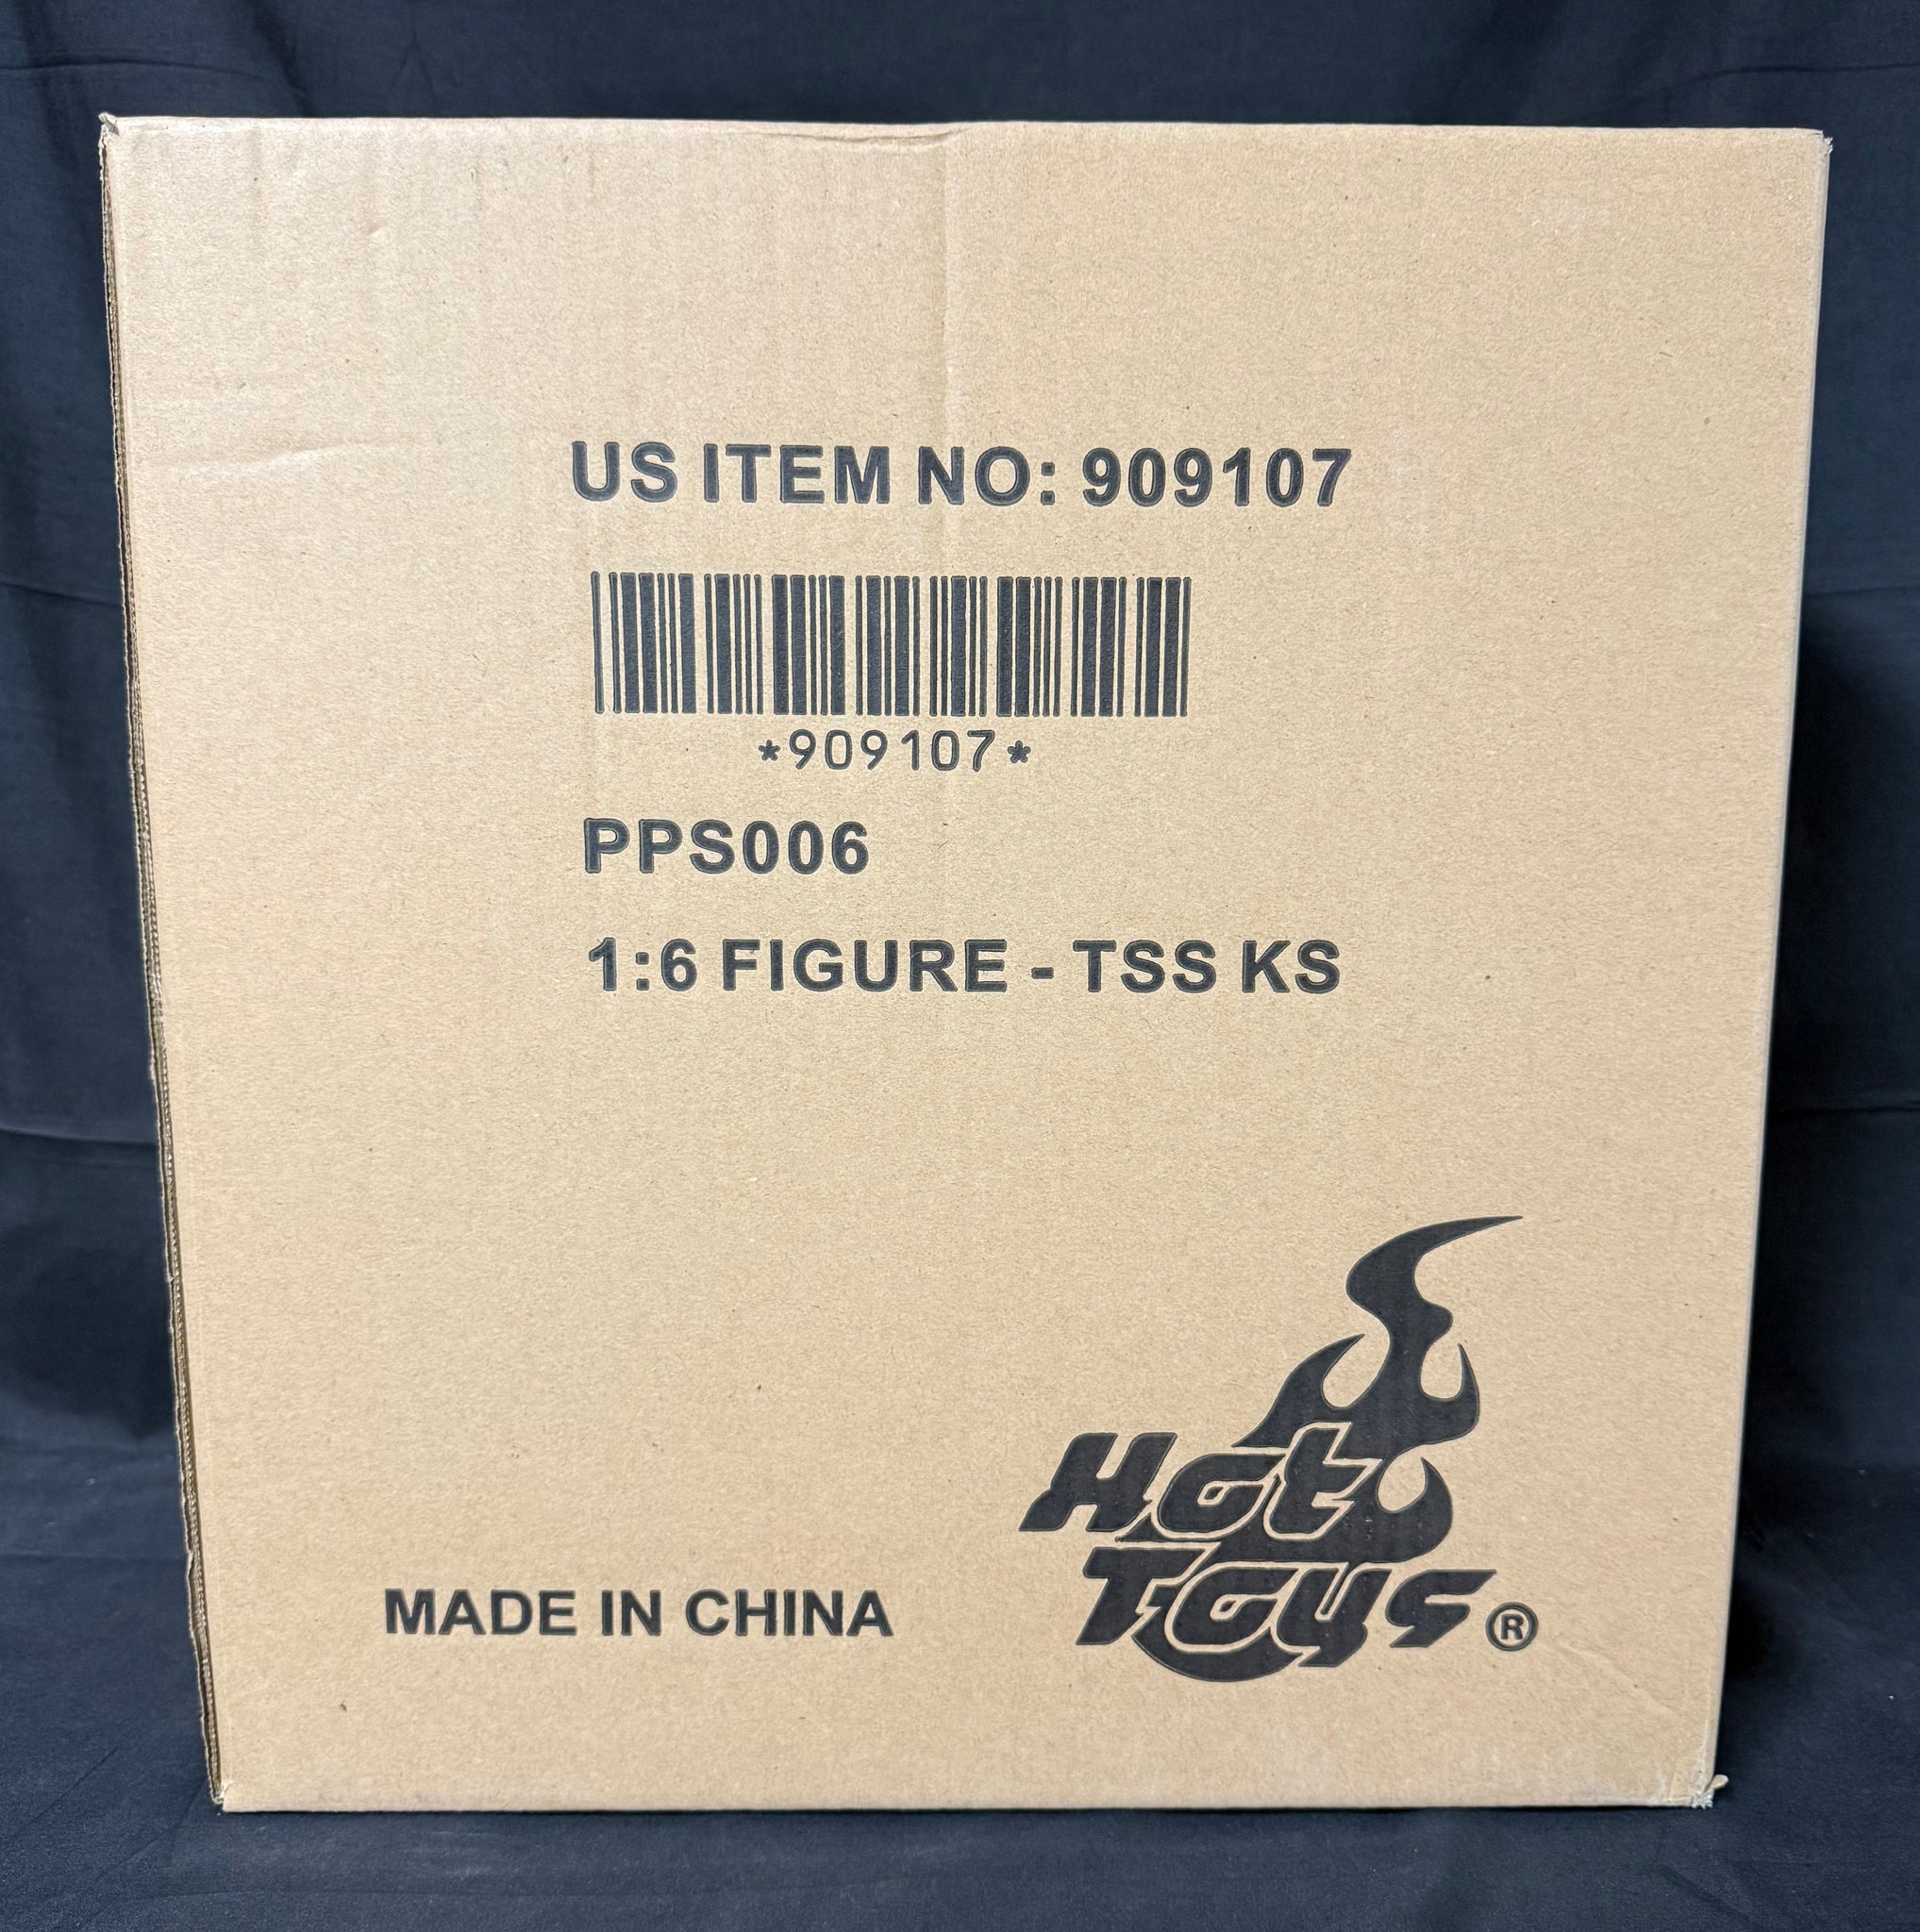 US ITEM NO: 909107
*909107*
PPS006
1:6 FIGURE - TSS KS
Hot
Toys®
MADE IN CHINA